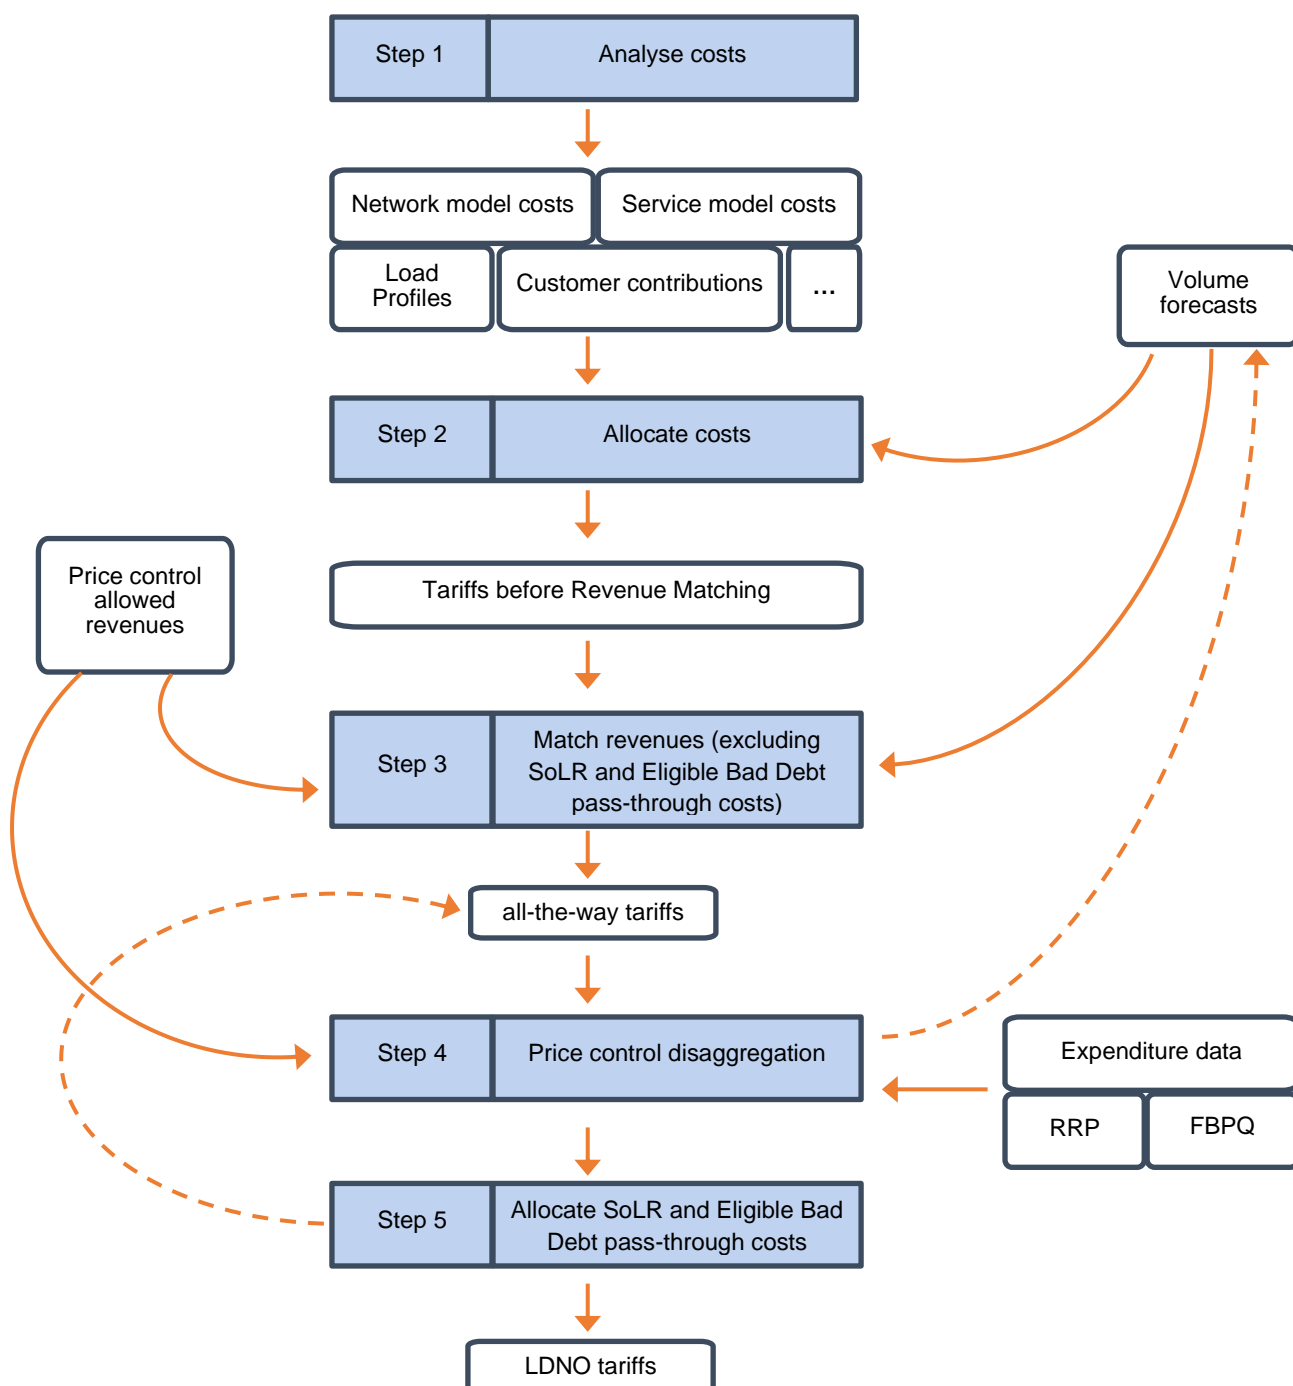 Step 1
Analyse costs
Network model costs
Service model costs
Load
Profiles
Customer contributions
...
Volume
forecasts
Step 2
Allocate costs
Price control
allowed
revenues
Tariffs before Revenue Matching
Step 3
Match revenues (excluding
SoLR and Eligible Bad Debt
pass-through costs)
all-the-way tariffs
Step 4
Price control disaggregation
Expenditure data
RRP
FBPQ
Step 5
Allocate SoLR and Eligible Bad
Debt pass-through costs
LDNO tariffs